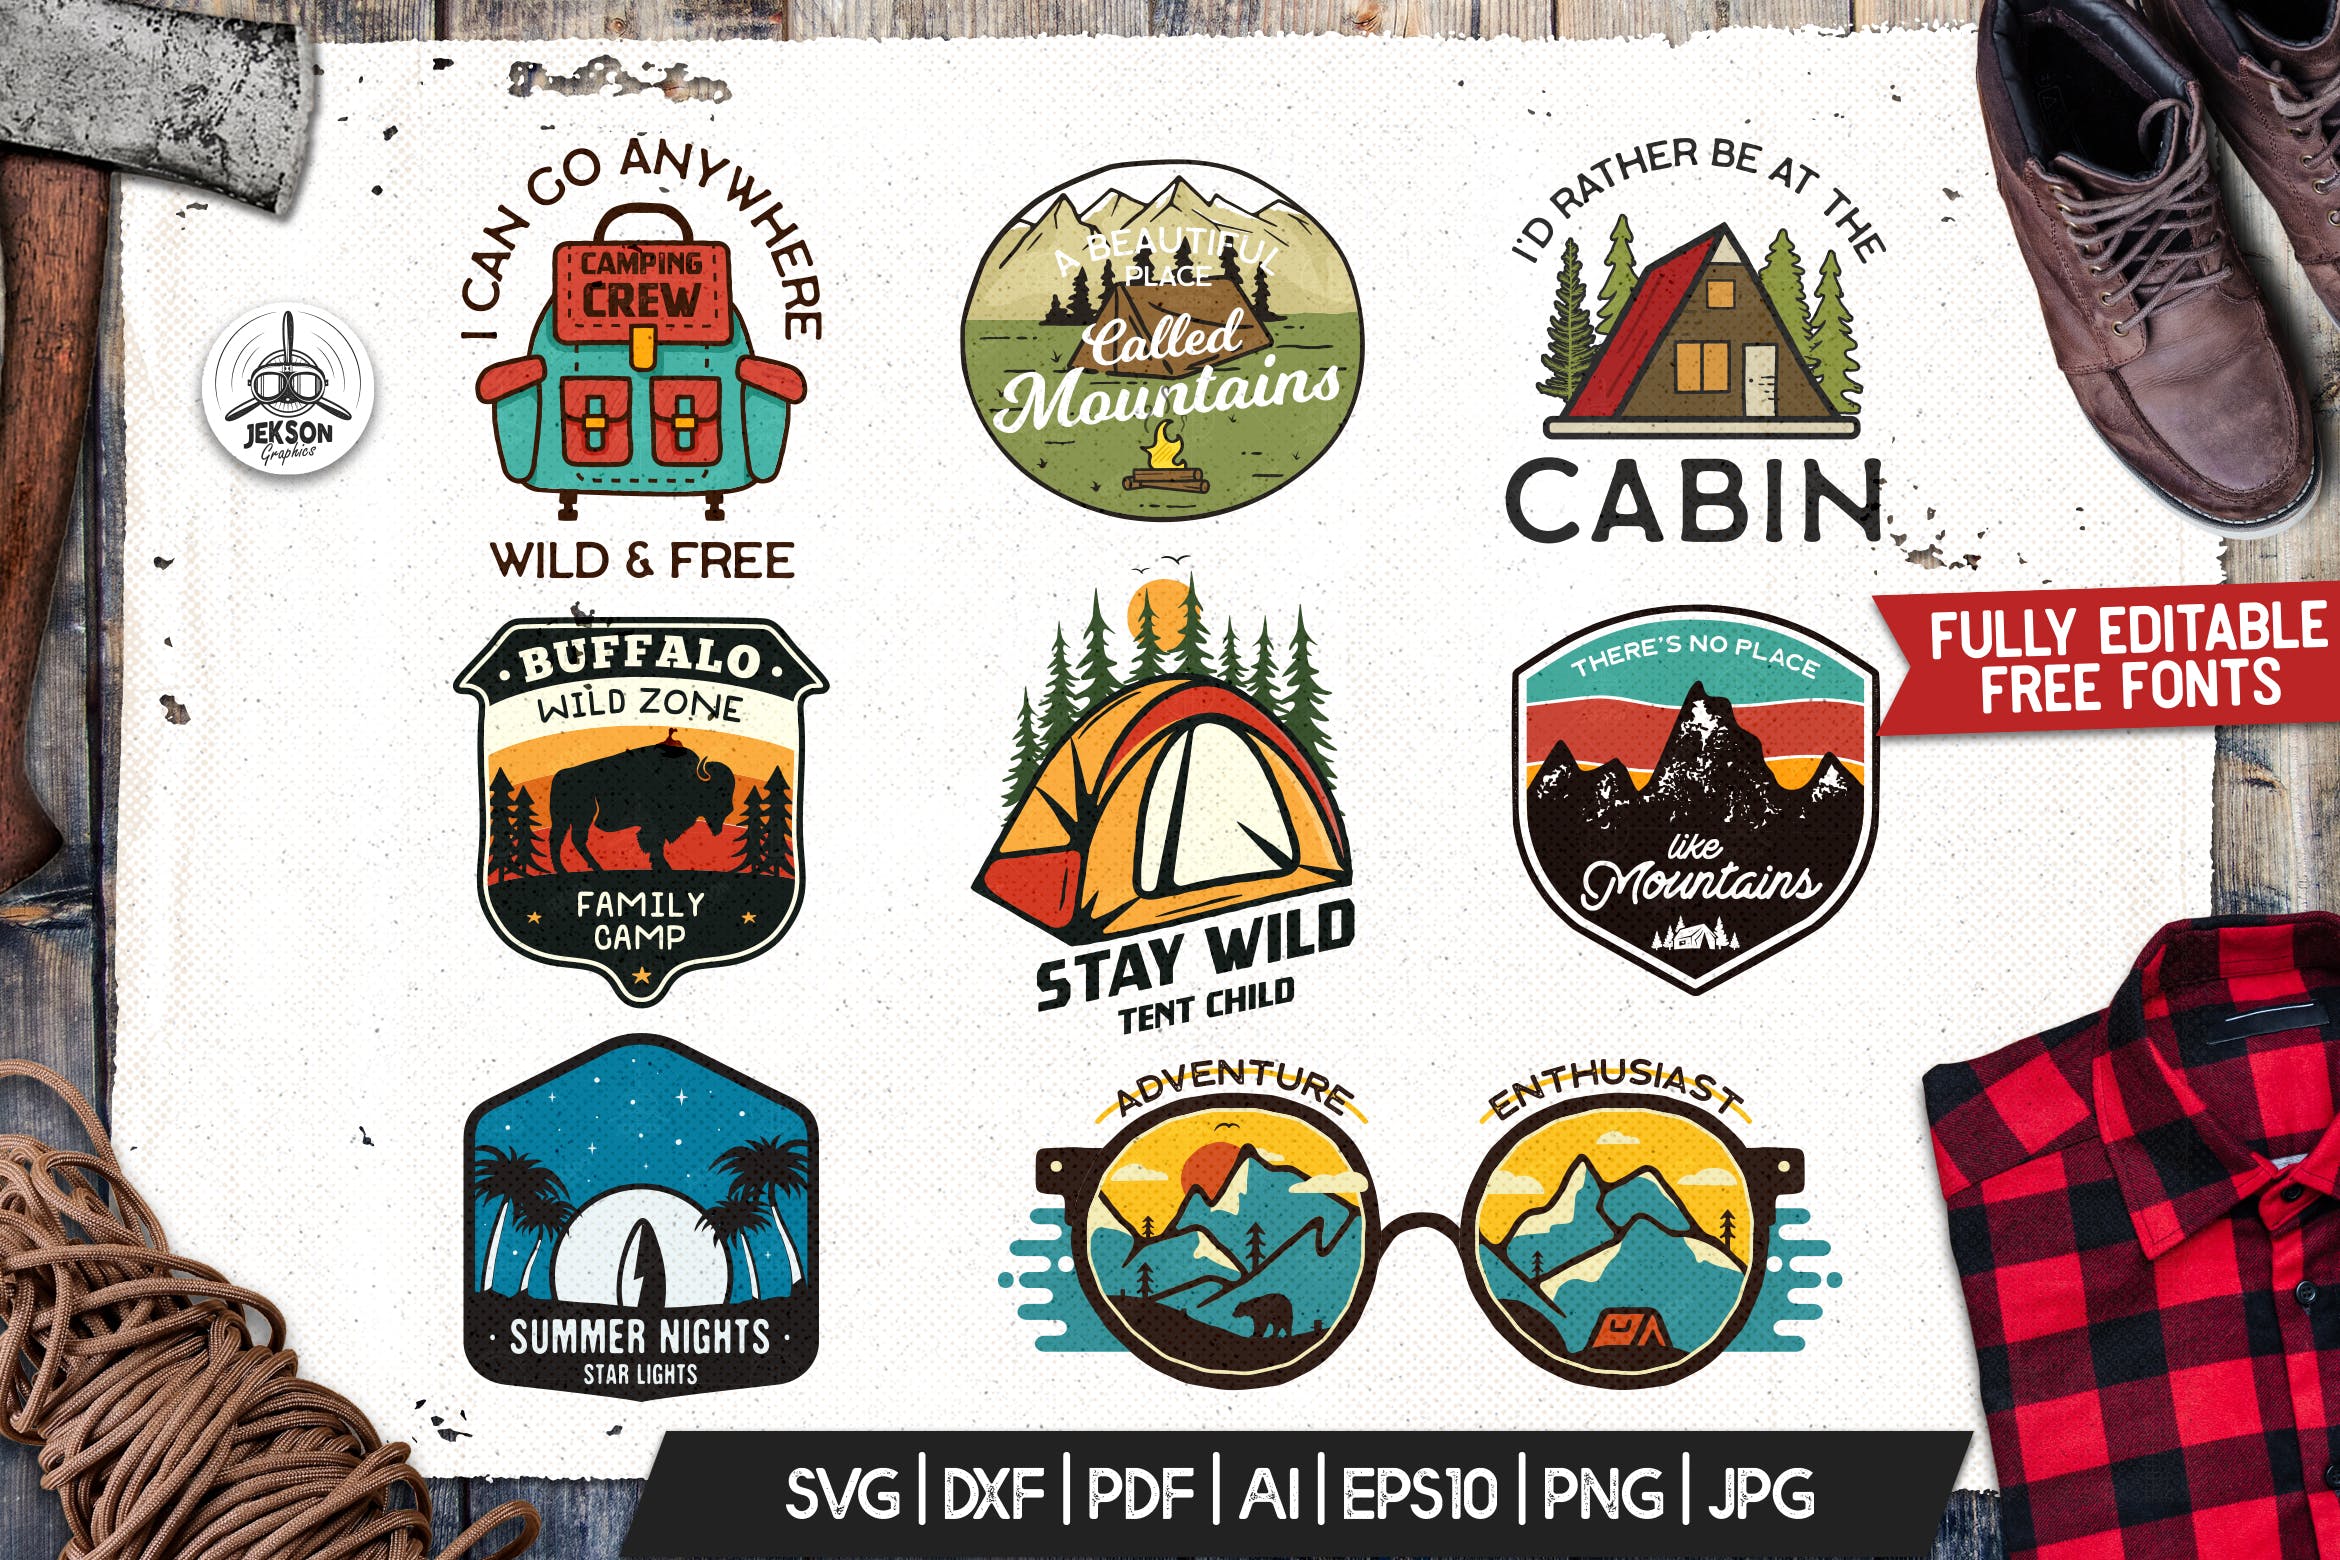 I CAN GO ANYWHERE
CAMPING
CREW
WILD & FREE
A BEAUTIFUL
PLACE
Called
Mountains
I'D RATHER BE AT THE
CABIN
JEKSON
Graphics
FULLY EDITABLE
FREE FONTS
BUFFALO
WILD ZONE
FAMILY
CAMP
STAY WILD
TENT CHILD
THERE'S NO PLACE
like
Mountains
SUMMER NIGHTS
STAR LIGHTS
ADVENTURE
ENTHUSIAST
SVG | DXF | PDF | AI | EPS10 | PNG | JPG